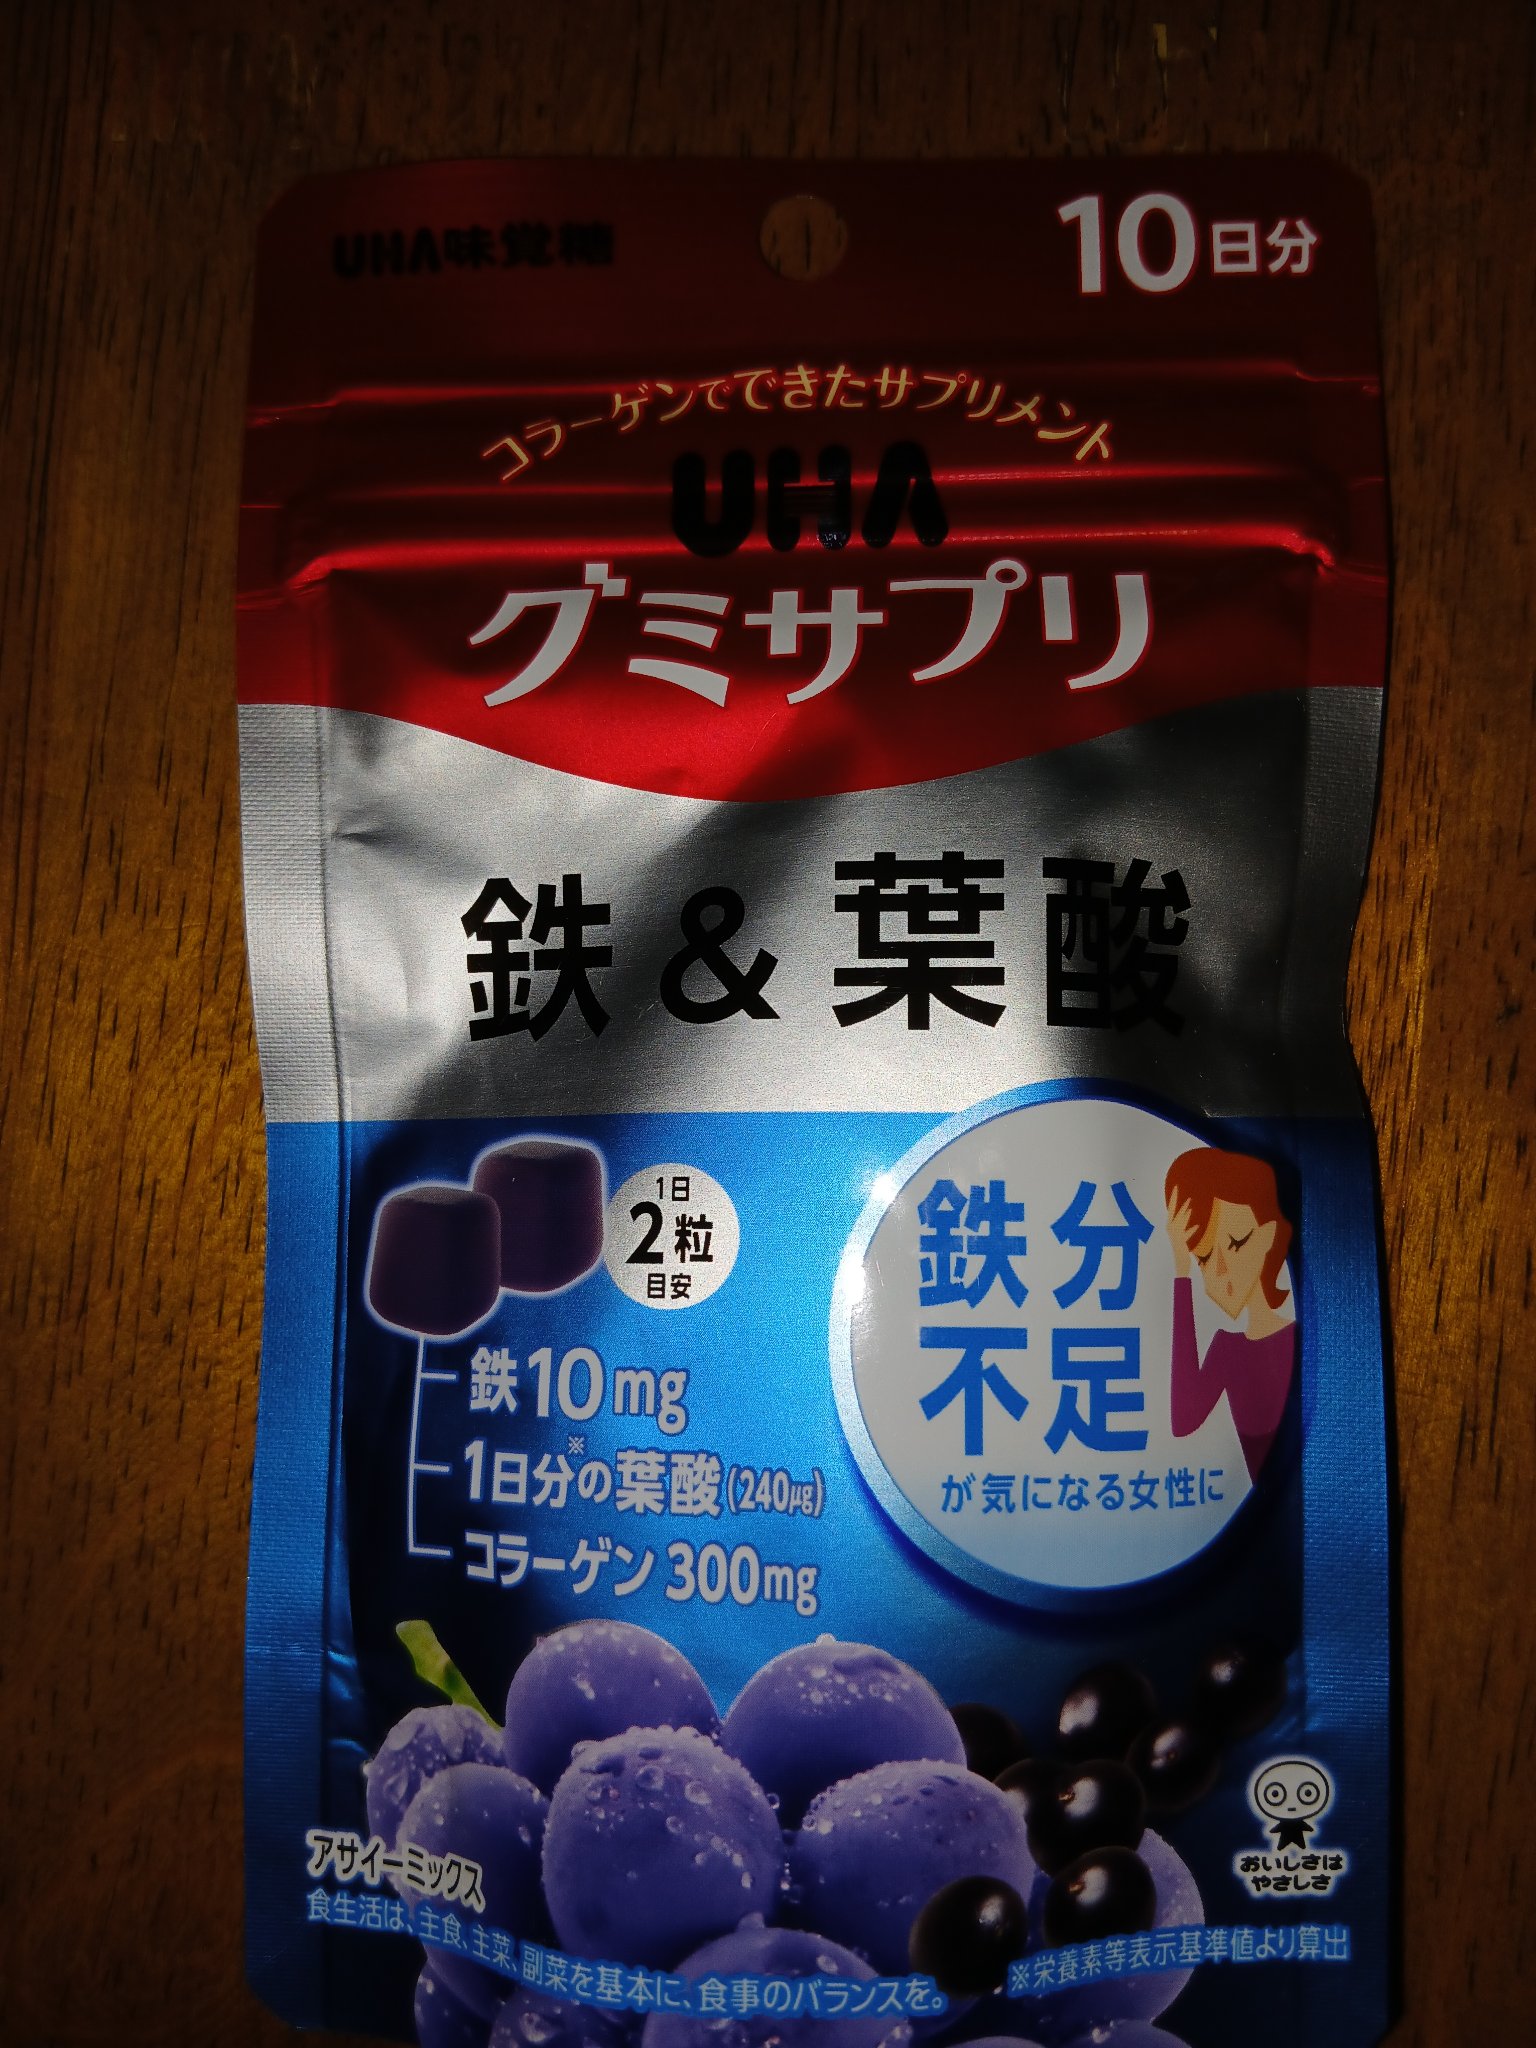 UHA味覚糖
10日分
コラーゲンでできたサプリメント
UHA
グミサプリ
鉄&葉酸
1日
2粒
目安
鉄10mg
1日分※の葉酸(240μg)
コラーゲン300mg
鉄分
不足
が気になる女性に
おいしさは
やさしさ
アサイーミックス
食生活は、主食、主菜、副菜を基本に、食事のバランスを。
※栄養素等表示基準値より算出